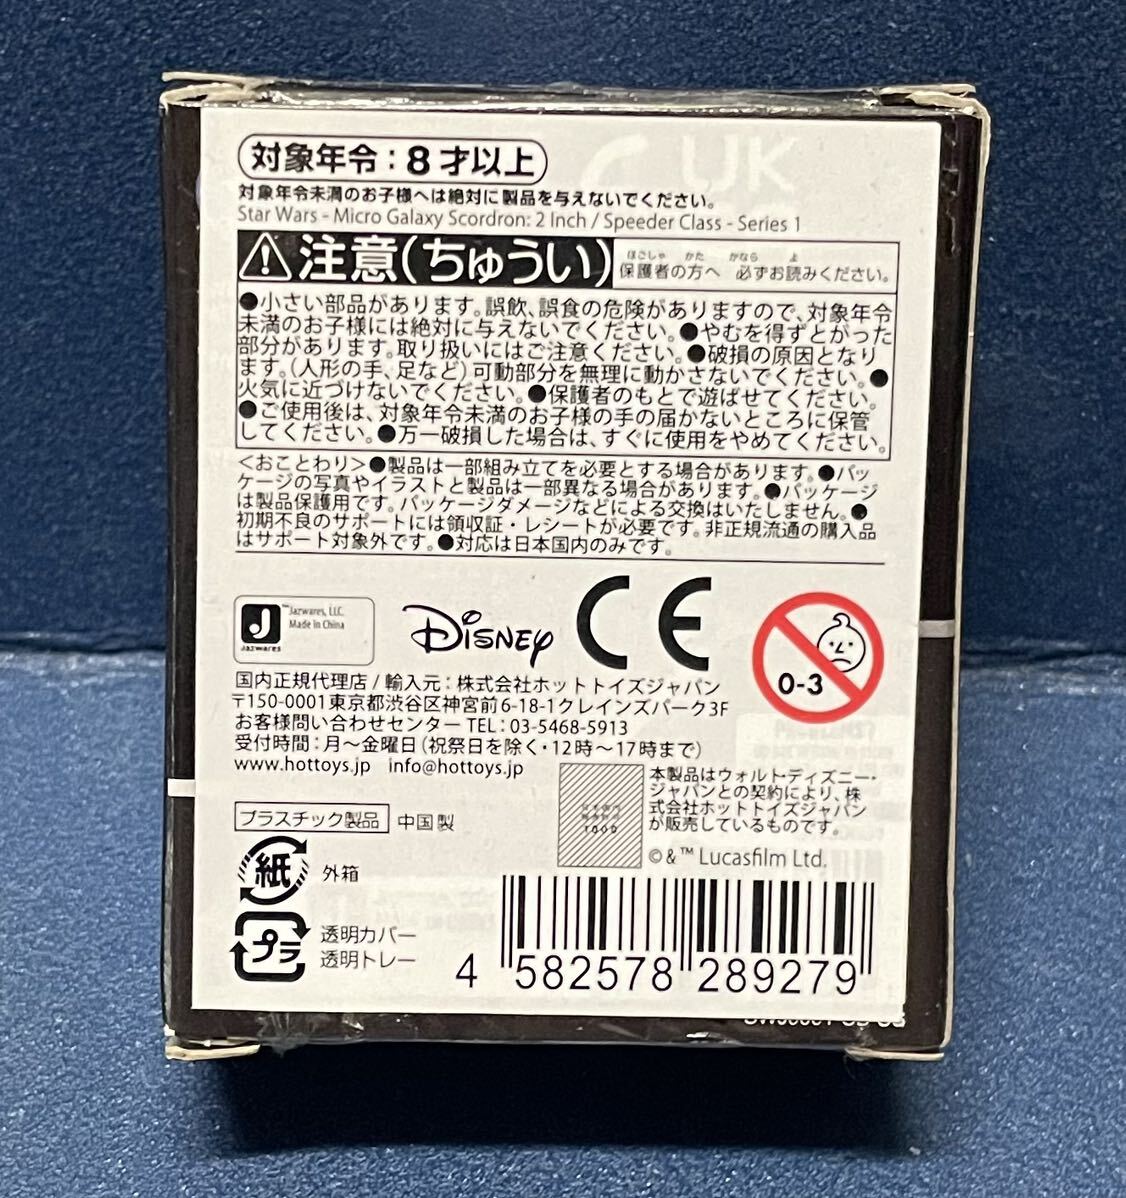 対象年令:8才以上
UK
対象年令未満のお子様へは絶対に製品を与えないでください。
Star Wars - Micro Galaxy Scordron: 2 Inch / Speeder Class - Series 1
注意(ちゅうい)
ほごしゃ かた かなら よ
保護者の方へ 必ずお読みください。
●小さい部品があります。誤飲、誤食の危険がありますので、対象年令
未満のお子様には絶対に与えないでください。●やむを得ずとがった
部分があります。取り扱いにはご注意ください。●破損の原因となり
ます。(人形の手、足など)可動部分を無理に動かさないでください。●
火気に近づけないでください。●保護者のもとで遊ばせてください。
●ご使用後は、対象年令未満のお子様の手の届かないところに保管
してください。●万一破損した場合は、すぐに使用をやめてください。
<おことわり>●製品は一部組み立てを必要とする場合があります。●パッ
ケージの写真やイラストと製品は一部異なる場合があります。●パッケージ
は製品保護用です。パッケージダメージなどによる交換はいたしません。●
初期不良のサポートには領収証・レシートが必要です。非正規流通の購入品
はサポート対象外です。●対応は日本国内のみです。
J
Jazwares
™Jazwares, LLC.
Made in China
Disney
CE
0-3
国内正規代理店 / 輸入元:株式会社ホットトイズジャパン
〒150-0001東京都渋谷区神宮前6-18-1クレインズパーク3F
お客様問い合わせセンター TEL: 03-5468-5913
受付時間:月~金曜日(祝祭日を除く・12時~17時まで)
www.hottoys.jp info@hottoys.jp
本製品はウォルト・ディズニー・
ジャパンとの契約により、株
式会社ホットトイズジャパン
が販売しているものです。
©&™ Lucasfilm Ltd.
プラスチック製品 中国製
紙 外箱
プラ 透明カバー
透明トレー
4 582578 289279